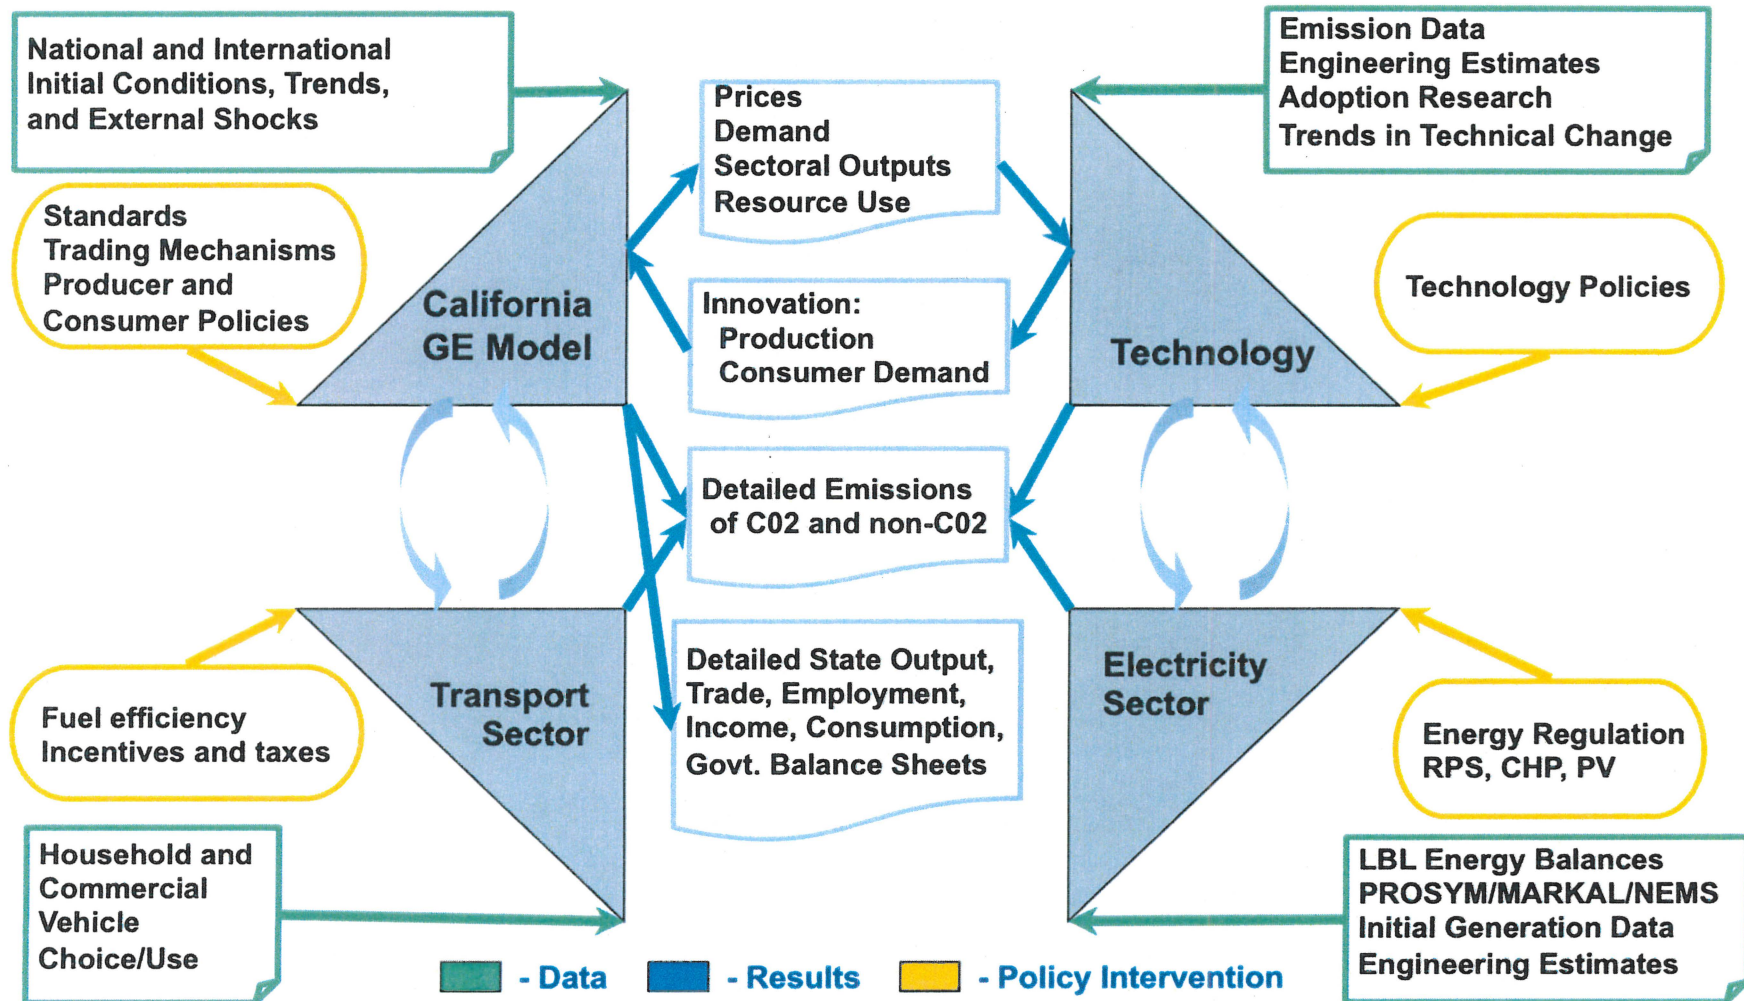 National and International
Initial Conditions, Trends,
and External Shocks
Prices
Demand
Sectoral Outputs
Resource Use
Emission Data
Engineering Estimates
Adoption Research
Trends in Technical Change
Standards
Trading Mechanisms
Producer and
Consumer Policies
California
GE Model
Innovation:
Production
Consumer Demand
Technology
Technology Policies
Detailed Emissions
of C02 and non-C02
Transport
Sector
Detailed State Output,
Trade, Employment,
Income, Consumption,
Govt. Balance Sheets
Electricity
Sector
Fuel efficiency
Incentives and taxes
Energy Regulation
RPS, CHP, PV
Household and
Commercial
Vehicle
Choice/Use
LBL Energy Balances
PROSYM/MARKAL/NEMS
Initial Generation Data
Engineering Estimates
- Data - Results - Policy Intervention